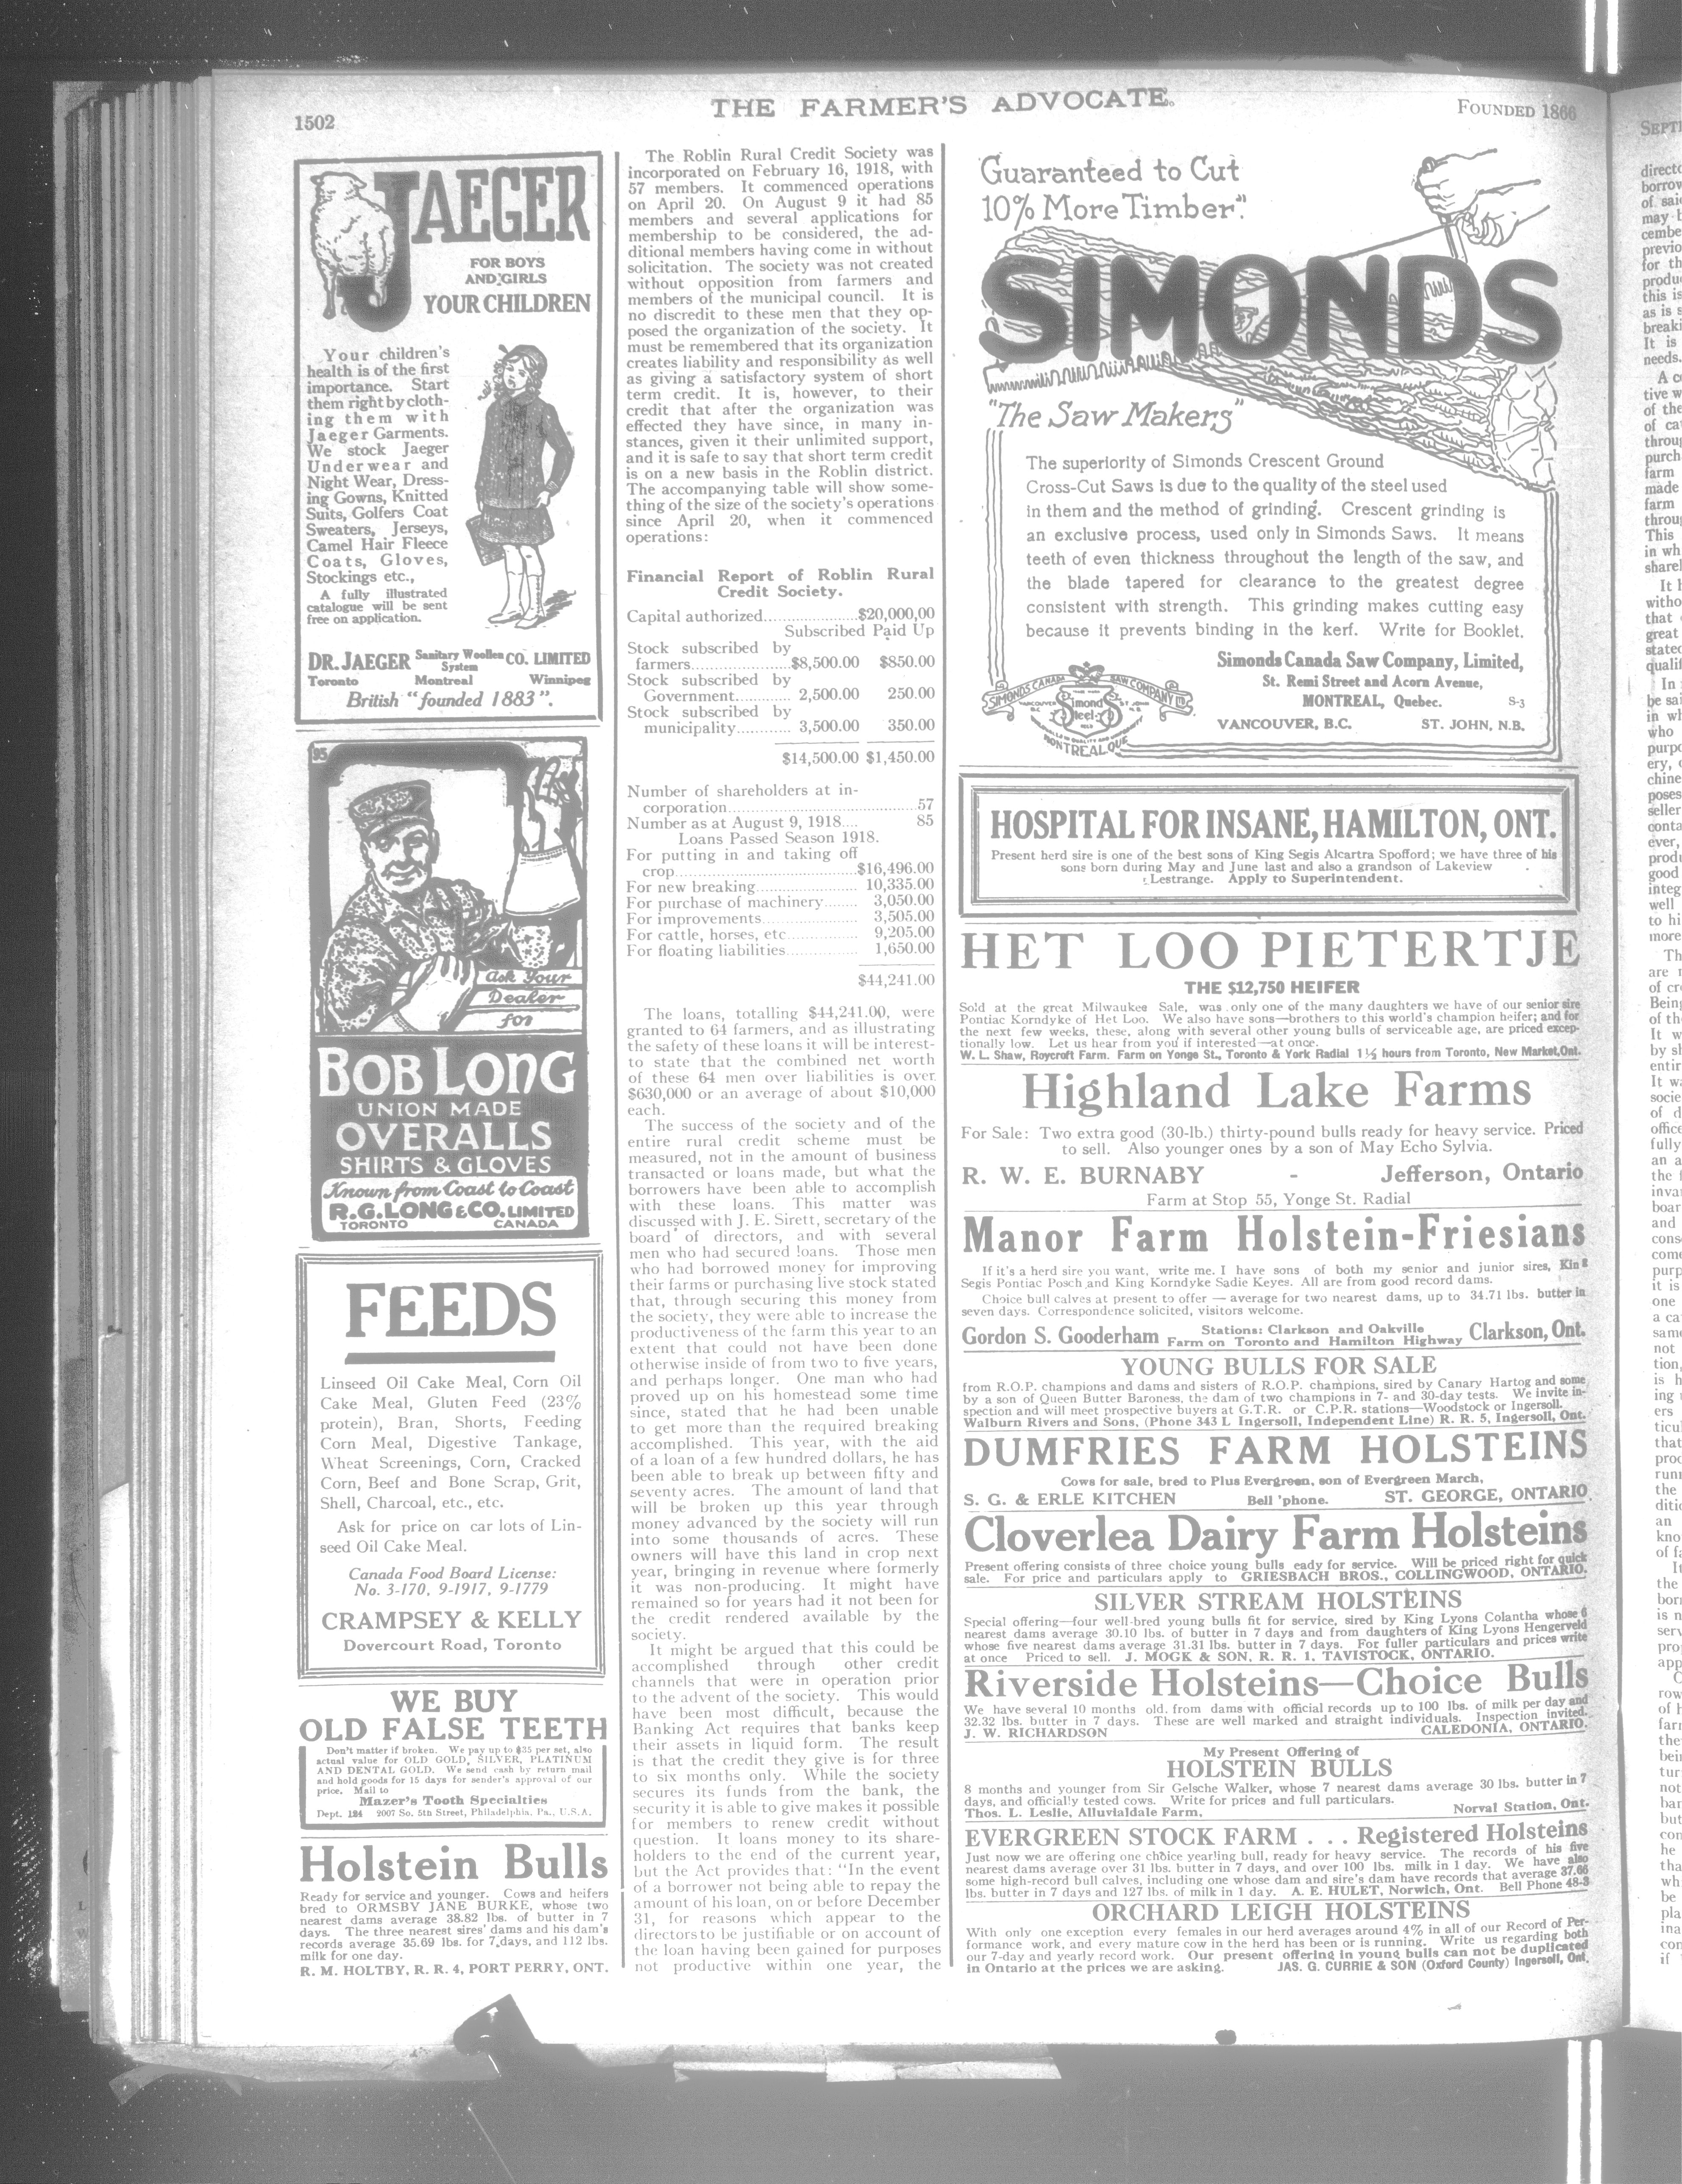 1502
THE FARMER'S ADVOCATE.
FOUNDED 1866
JAEGER
FOR BOYS
AND GIRLS
YOUR CHILDREN
Your children's
health is of the first
importance. Start
them right by cloth-
ing them with
Jaeger Garments.
We stock Jaeger
Underwear and
Night Wear, Dress-
ing Gowns, Knitted
Suits, Golfers Coat
Sweaters, Jerseys,
Camel Hair Fleece
Coats, Gloves,
Stockings etc.,
A fully illustrated
catalogue will be sent
free on application.
DR. JAEGER Sanitary Woollen System CO. LIMITED
Toronto Montreal Winnipeg
British "founded 1883".
95
Ask Your
Dealer
for
BOB LONG
UNION MADE
OVERALLS
SHIRTS & GLOVES
Known from Coast to Coast
R.G. LONG & CO. LIMITED
TORONTO CANADA
FEEDS
Linseed Oil Cake Meal, Corn Oil
Cake Meal, Gluten Feed (23%
protein), Bran, Shorts, Feeding
Corn Meal, Digestive Tankage,
Wheat Screenings, Corn, Cracked
Corn, Beef and Bone Scrap, Grit,
Shell, Charcoal, etc., etc.
Ask for price on car lots of Lin-
seed Oil Cake Meal.
Canada Food Board License:
No. 3-170, 9-1917, 9-1779
CRAMPSEY & KELLY
Dovercourt Road, Toronto
WE BUY
OLD FALSE TEETH
Don't matter if broken. We pay up to $35 per set, also
actual value for OLD GOLD, SILVER, PLATINUM
AND DENTAL GOLD. We send cash by return mail
and hold goods for 15 days for sender's approval of our
price. Mail to
Mazer's Tooth Specialties
Dept. 184 2007 So. 5th Street, Philadelphia, Pa., U.S.A.
Holstein Bulls
Ready for service and younger. Cows and heifers
bred to ORMSBY JANE BURKE, whose two
nearest dams average 38.82 lbs. of butter in 7
days. The three nearest sires' dams and his dam's
records average 35.69 lbs. for 7 days, and 112 lbs.
milk for one day.
R. M. HOLTBY, R. R. 4, PORT PERRY, ONT.
The Roblin Rural Credit Society was
incorporated on February 16, 1918, with
57 members. It commenced operations
on April 20. On August 9 it had 85
members and several applications for
membership to be considered, the ad-
ditional members having come in without
solicitation. The society was not created
without opposition from farmers and
members of the municipal council. It is
no discredit to these men that they op-
posed the organization of the society. It
must be remembered that its organization
creates liability and responsibility as well
as giving a satisfactory system of short
term credit. It is, however, to their
credit that after the organization was
effected they have since, in many in-
stances, given it their unlimited support,
and it is safe to say that short term credit
is on a new basis in the Roblin district.
The accompanying table will show some-
thing of the size of the society's operations
since April 20, when it commenced
operations:
Financial Report of Roblin Rural
Credit Society.
Capital authorized.....................$20,000,00
Subscribed Paid Up
Stock subscribed by
farmers......................$8,500.00 $850.00
Stock subscribed by
Government............ 2,500.00 250.00
Stock subscribed by
municipality............ 3,500.00 350.00
$14,500.00 $1,450.00
Number of shareholders at in-
corporation.......................................... 57
Number as at August 9, 1918.... 85
Loans Passed Season 1918.
For putting in and taking off
crop........................................$16,496.00
For new breaking....................... 10,335.00
For purchase of machinery........ 3,050.00
For improvements...................... 3,505.00
For cattle, horses, etc................ 9,205.00
For floating liabilities................ 1,650.00
$44,241.00
The loans, totalling $44,241.00, were
granted to 64 farmers, and as illustrating
the safety of these loans it will be interest-
to state that the combined net worth
of these 64 men over liabilities is over
$630,000 or an average of about $10,000
each.
The success of the society and of the
entire rural credit scheme must be
measured, not in the amount of business
transacted or loans made, but what the
borrowers have been able to accomplish
with these loans. This matter was
discussed with J. E. Sirett, secretary of the
board of directors, and with several
men who had secured loans. Those men
who had borrowed money for improving
their farms or purchasing live stock stated
that, through securing this money from
the society, they were able to increase the
productiveness of the farm this year to an
extent that could not have been done
otherwise inside of from two to five years,
and perhaps longer. One man who had
proved up on his homestead some time
since, stated that he had been unable
to get more than the required breaking
accomplished. This year, with the aid
of a loan of a few hundred dollars, he has
been able to break up between fifty and
seventy acres. The amount of land that
will be broken up this year through
money advanced by the society will run
into some thousands of acres. These
owners will have this land in crop next
year, bringing in revenue where formerly
it was non-producing. It might have
remained so for years had it not been for
the credit rendered available by the
society.
It might be argued that this could be
accomplished through other credit
channels that were in operation prior
to the advent of the society. This would
have been most difficult, because the
Banking Act requires that banks keep
their assets in liquid form. The result
is that the credit they give is for three
to six months only. While the society
secures its funds from the bank, the
security it is able to give makes it possible
for members to renew credit without
question. It loans money to its share-
holders to the end of the current year,
but the Act provides that: "In the event
of a borrower not being able to repay the
amount of his loan, on or before December
31, for reasons which appear to the
directors to be justifiable or on account of
the loan having been gained for purposes
not productive within one year, the
Guaranteed to Cut
10% More Timber."
SIMONDS
"The Saw Makers"
The superiority of Simonds Crescent Ground
Cross-Cut Saws is due to the quality of the steel used
in them and the method of grinding. Crescent grinding is
an exclusive process, used only in Simonds Saws. It means
teeth of even thickness throughout the length of the saw, and
the blade tapered for clearance to the greatest degree
consistent with strength. This grinding makes cutting easy
because it prevents binding in the kerf. Write for Booklet.
Simonds Canada Saw Company, Limited,
St. Remi Street and Acorn Avenue,
MONTREAL, Quebec. S-3
VANCOUVER, B.C. ST. JOHN, N.B.
SIMONDS CANADA SAW COMPANY LTD
VANCOUVER B.C.
Simond Steel S
ST JOHN N.B.
MONTREAL QUE
HOSPITAL FOR INSANE, HAMILTON, ONT.
Present herd sire is one of the best sons of King Segis Alcartra Spofford; we have three of his
sons born during May and June last and also a grandson of Lakeview
Lestrange. Apply to Superintendent.
HET LOO PIETERTJE
THE $12,750 HEIFER
Sold at the great Milwaukee Sale, was only one of the many daughters we have of our senior sire
Pontiac Korndyke of Het Loo. We also have sons—brothers to this world's champion heifer; and for
the next few weeks, these, along with several other young bulls of serviceable age, are priced excep-
tionally low. Let us hear from you if interested—at once.
W. L. Shaw, Roycroft Farm. Farm on Yonge St., Toronto & York Radial 1½ hours from Toronto, New Market, Ont.
Highland Lake Farms
For Sale: Two extra good (30-lb.) thirty-pound bulls ready for heavy service. Priced
to sell. Also younger ones by a son of May Echo Sylvia.
R. W. E. BURNABY - Jefferson, Ontario
Farm at Stop 55, Yonge St. Radial
Manor Farm Holstein-Friesians
If it's a herd sire you want, write me. I have sons of both my senior and junior sires, King
Segis Pontiac Posch and King Korndyke Sadie Keyes. All are from good record dams.
Choice bull calves at present to offer — average for two nearest dams, up to 34.71 lbs. butter in
seven days. Correspondence solicited, visitors welcome.
Gordon S. Gooderham Stations: Clarkson and Oakville
Farm on Toronto and Hamilton Highway Clarkson, Ont.
YOUNG BULLS FOR SALE
from R.O.P. champions and dams and sisters of R.O.P. champions, sired by Canary Hartog and some
by a son of Queen Butter Baroness, the dam of two champions in 7- and 30-day tests. We invite in-
spection and will meet prospective buyers at G.T.R. or C.P.R. stations—Woodstock or Ingersoll.
Walburn Rivers and Sons, (Phone 343 L Ingersoll, Independent Line) R. R. 5, Ingersoll, Ont.
DUMFRIES FARM HOLSTEINS
Cows for sale, bred to Plus Evergreen, son of Evergreen March,
S. G. & ERLE KITCHEN Bell 'phone. ST. GEORGE, ONTARIO
Cloverlea Dairy Farm Holsteins
Present offering consists of three choice young bulls eady for service. Will be priced right for quick
sale. For price and particulars apply to GRIESBACH BROS., COLLINGWOOD, ONTARIO.
SILVER STREAM HOLSTEINS
Special offering—four well-bred young bulls fit for service, sired by King Lyons Colantha whose 6
nearest dams average 30.10 lbs. of butter in 7 days and from daughters of King Lyons Hengerveld
whose five nearest dams average 31.31 lbs. butter in 7 days. For fuller particulars and prices write
at once Priced to sell. J. MOGK & SON, R. R. 1, TAVISTOCK, ONTARIO.
Riverside Holsteins—Choice Bulls
We have several 10 months old, from dams with official records up to 100 lbs. of milk per day and
32.32 lbs. butter in 7 days. These are well marked and straight individuals. Inspection invited.
J. W. RICHARDSON CALEDONIA, ONTARIO.
My Present Offering of
HOLSTEIN BULLS
8 months and younger from Sir Gelsche Walker, whose 7 nearest dams average 30 lbs. butter in 7
days, and officially tested cows. Write for prices and full particulars.
Thos. L. Leslie, Alluvialdale Farm, Norval Station, Ont.
EVERGREEN STOCK FARM . . . Registered Holsteins
Just now we are offering one choice yearling bull, ready for heavy service. The records of his five
nearest dams average over 31 lbs. butter in 7 days, and over 100 lbs. milk in 1 day. We have also
some high-record bull calves, including one whose dam and sire's dam have records that average 37.66
lbs. butter in 7 days and 127 lbs. of milk in 1 day. A. E. HULET, Norwich, Ont. Bell Phone 48-3
ORCHARD LEIGH HOLSTEINS
With only one exception every females in our herd averages around 4% in all of our Record of Per-
formance work, and every mature cow in the herd has been or is running. Write us regarding both
our 7-day and yearly record work. Our present offering in young bulls can not be duplicated
in Ontario at the prices we are asking. JAS. G. CURRIE & SON (Oxford County) Ingersoll, Ont.